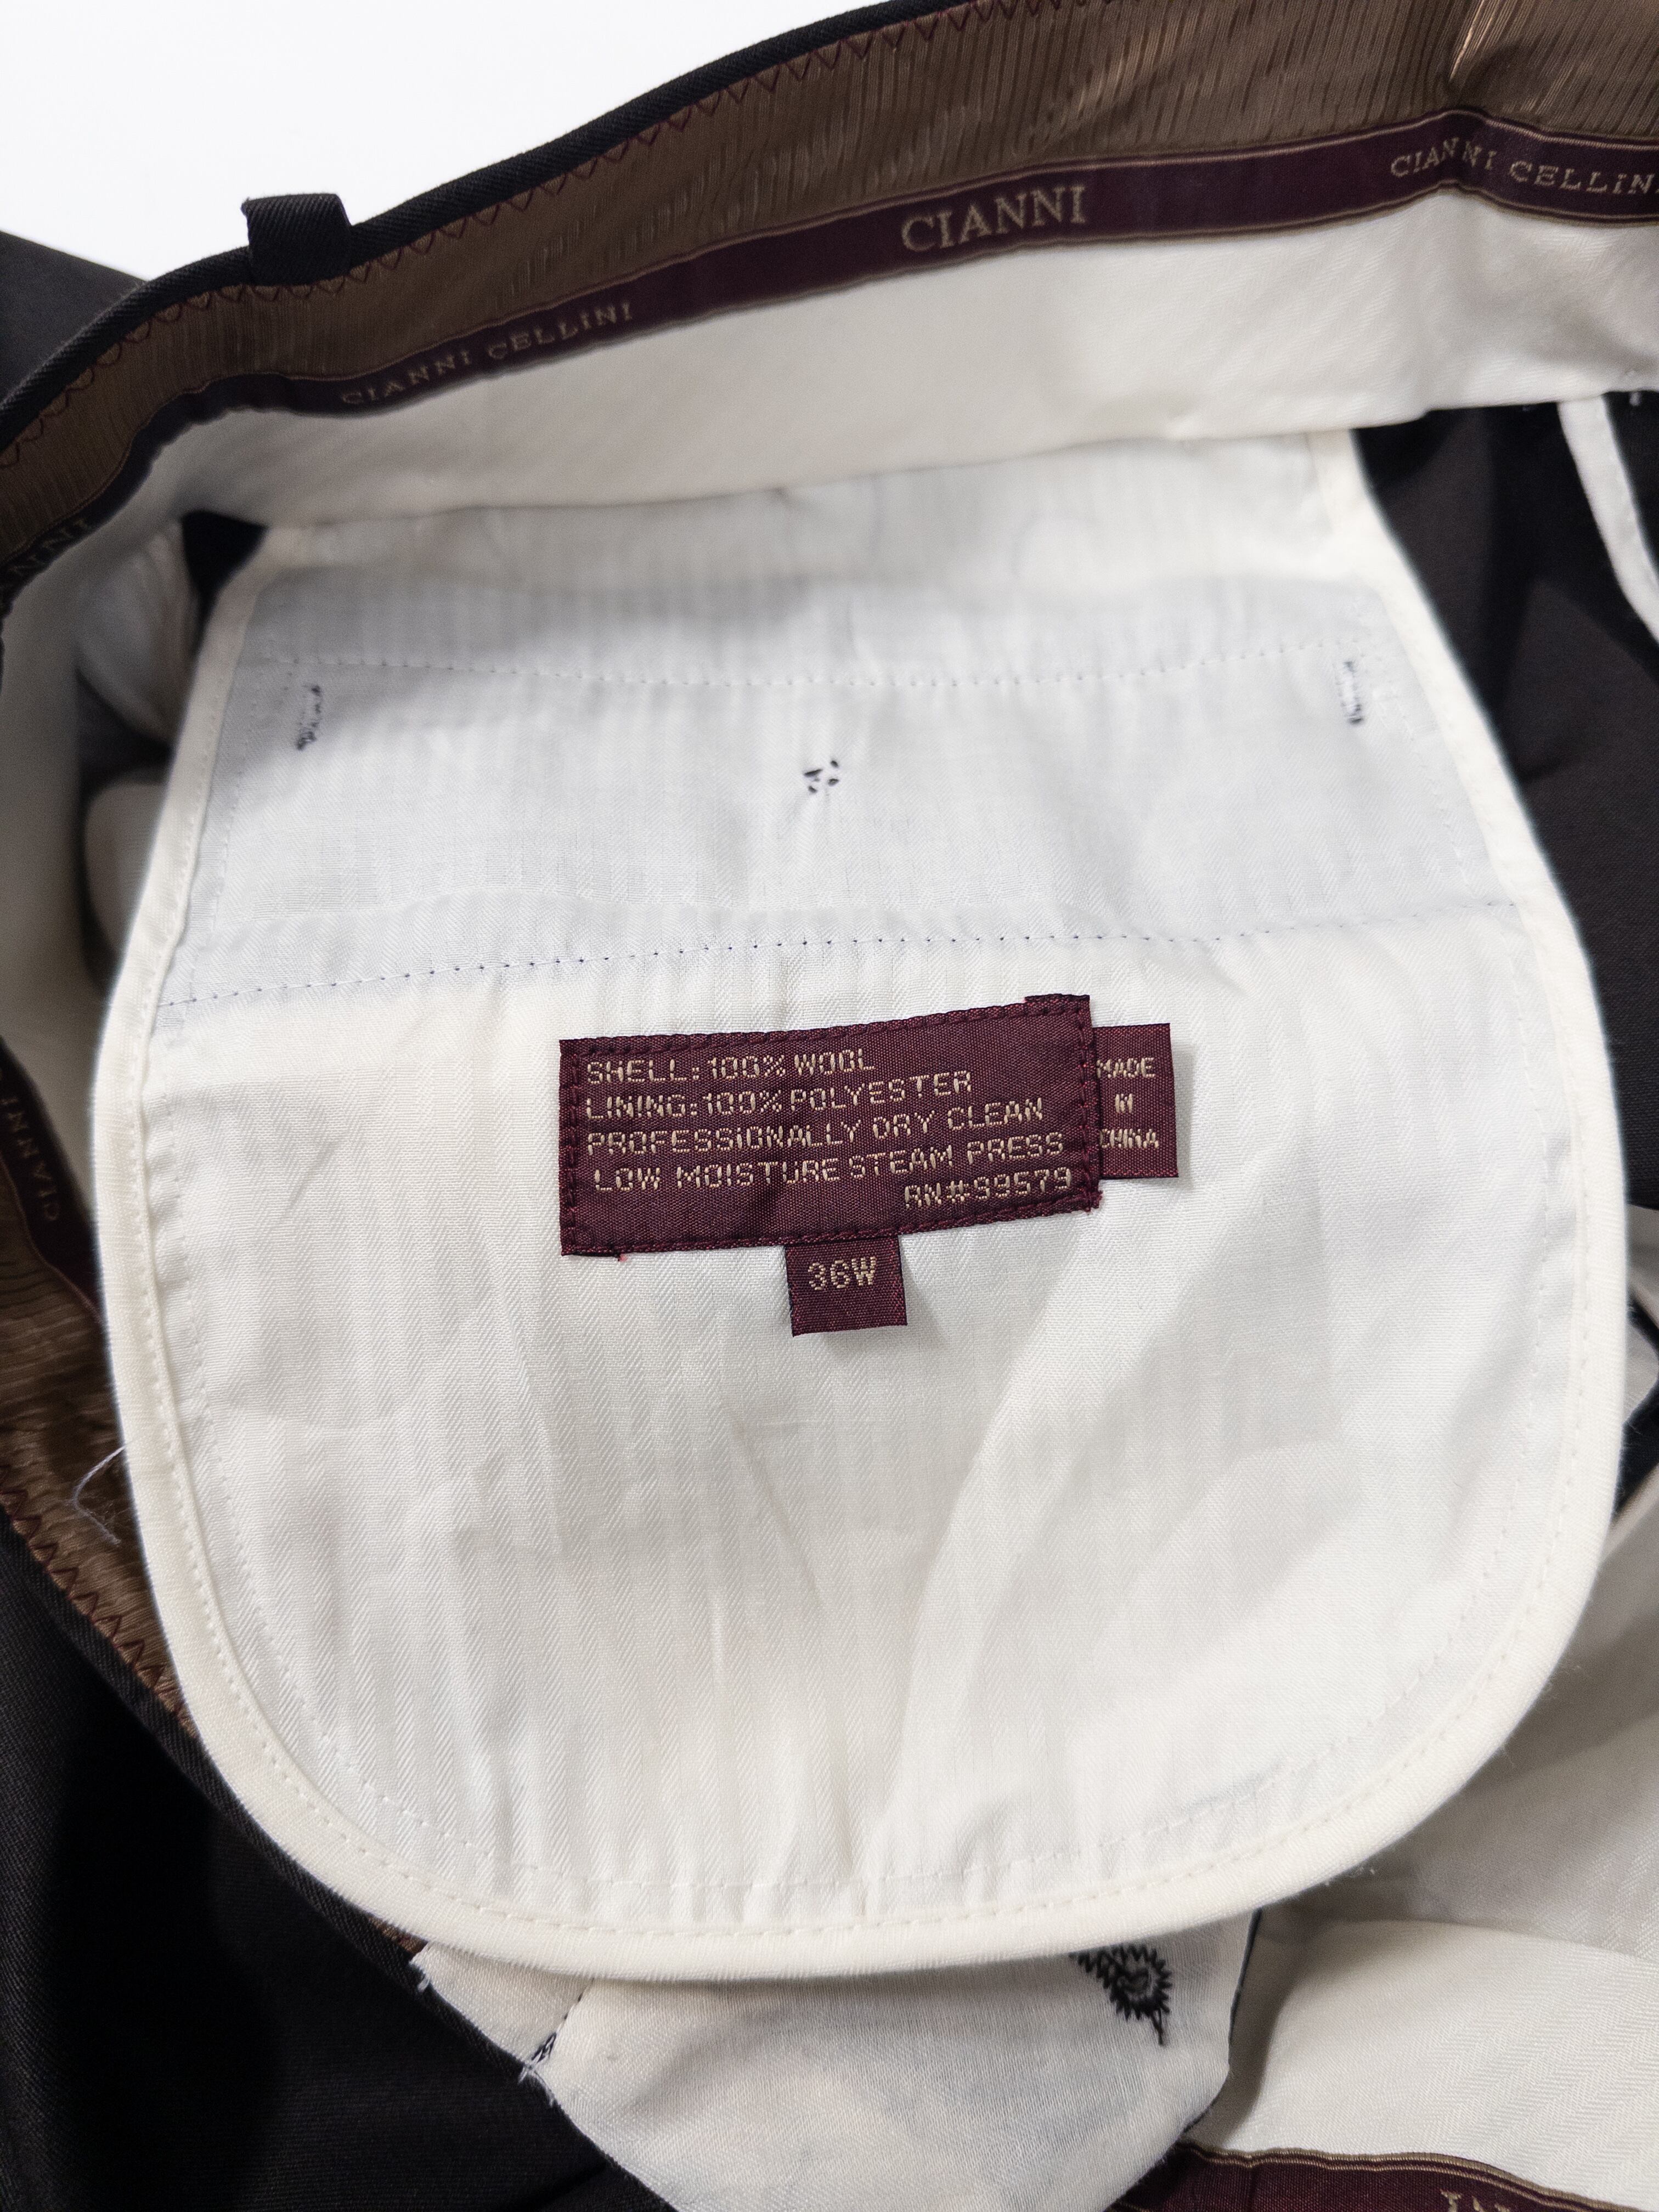 CIANNI CELLINI
CIANNI
CIANNI CELLINI
SHELL: 100% WOOL
LINING: 100% POLYESTER
PROFESSIONALLY DRY CLEAN
LOW MOISTURE STEAM PRESS
RN#99579
MADE
IN
CHINA
36W